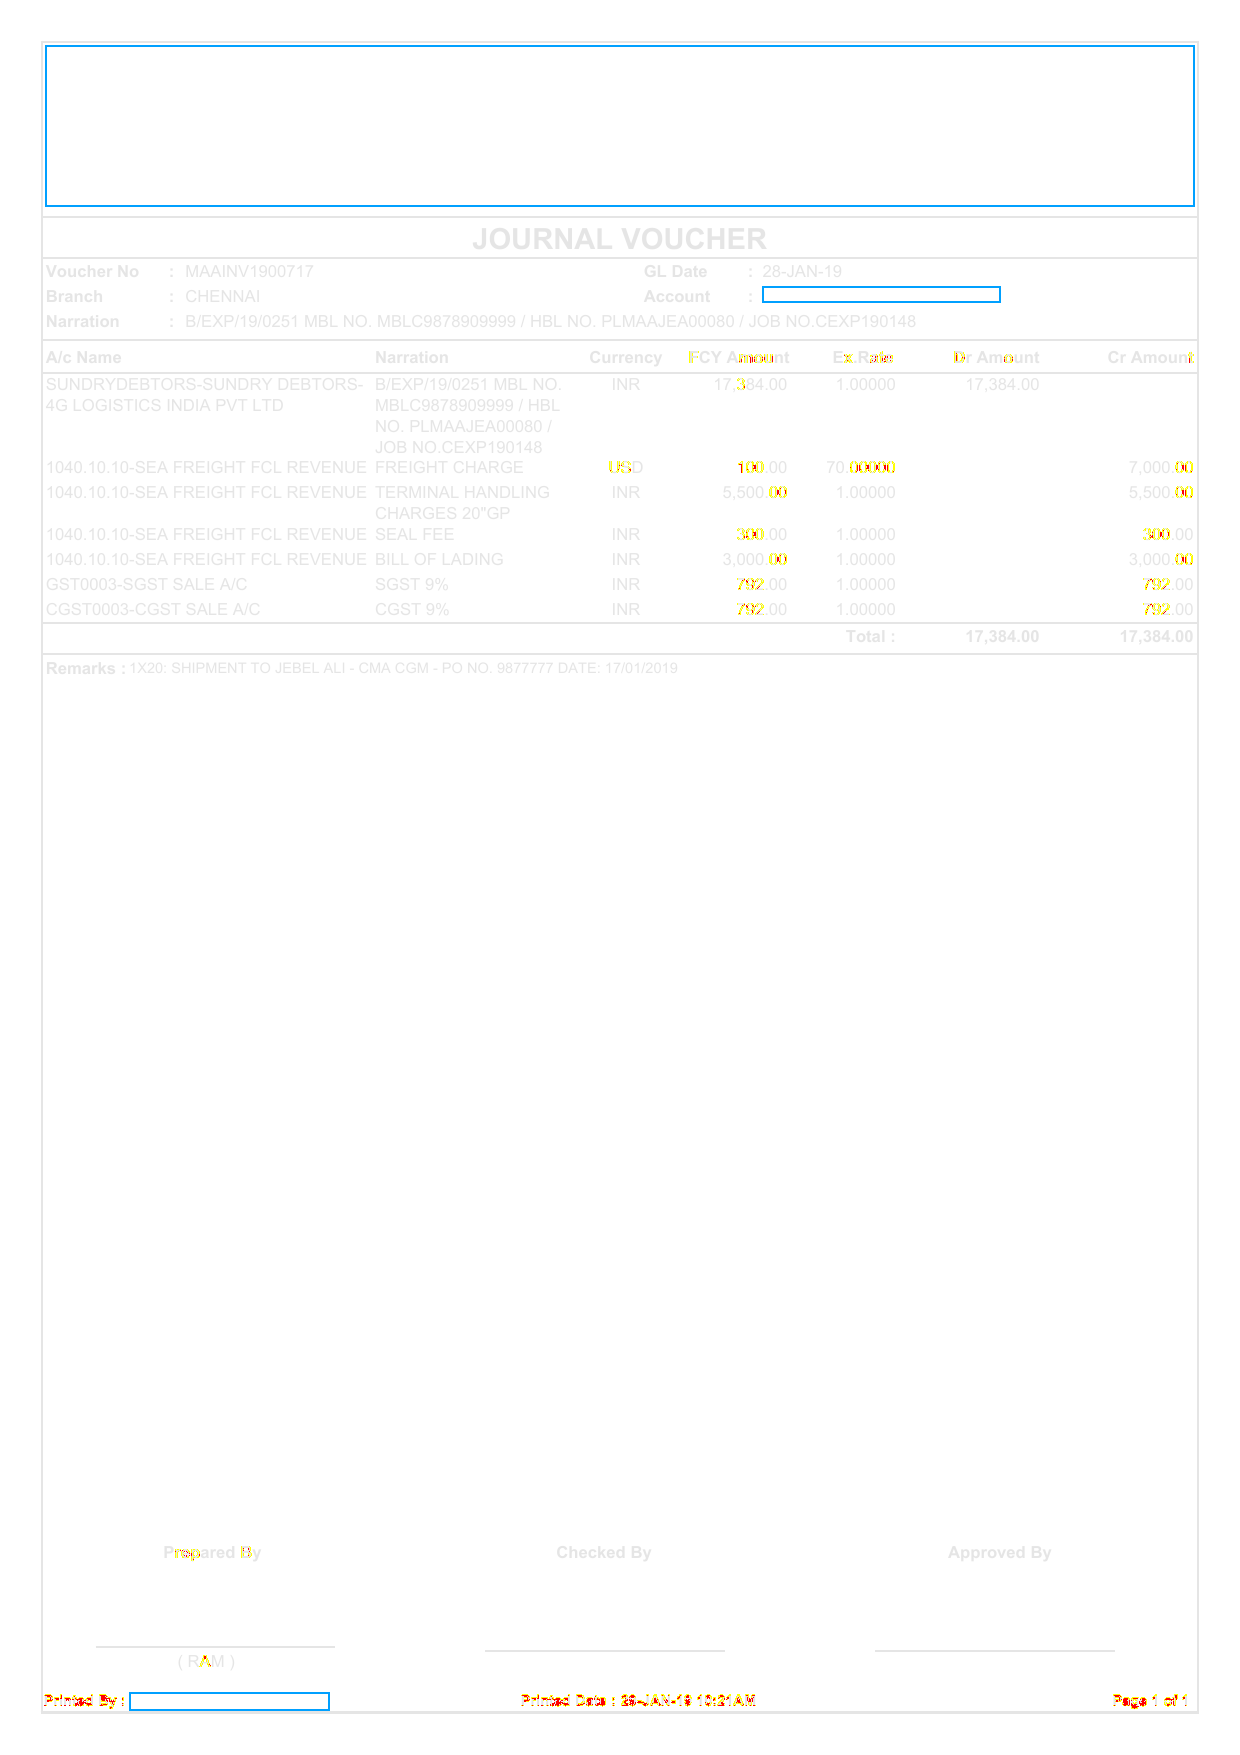 JOURNAL VOUCHER
Voucher No : MAAINV1900717 GL Date : 28-JAN-19
Branch : CHENNAI Account :
Narration : B/EXP/19/0251 MBL NO. MBLC9878909999 / HBL NO. PLMAAJEA00080 / JOB NO.CEXP190148
A/c Name Narration Currency FCY Amount Ex.Rate Dr Amount Cr Amount
SUNDRYDEBTORS-SUNDRY DEBTORS- B/EXP/19/0251 MBL NO. INR 17,384.00 1.00000 17,384.00
4G LOGISTICS INDIA PVT LTD MBLC9878909999 / HBL
NO. PLMAAJEA00080 /
JOB NO.CEXP190148
1040.10.10-SEA FREIGHT FCL REVENUE FREIGHT CHARGE USD 100.00 70.00000 7,000.00
1040.10.10-SEA FREIGHT FCL REVENUE TERMINAL HANDLING INR 5,500.00 1.00000 5,500.00
CHARGES 20"GP
1040.10.10-SEA FREIGHT FCL REVENUE SEAL FEE INR 300.00 1.00000 300.00
1040.10.10-SEA FREIGHT FCL REVENUE BILL OF LADING INR 3,000.00 1.00000 3,000.00
GST0003-SGST SALE A/C SGST 9% INR 792.00 1.00000 792.00
CGST0003-CGST SALE A/C CGST 9% INR 792.00 1.00000 792.00
Total : 17,384.00 17,384.00
Remarks : 1X20: SHIPMENT TO JEBEL ALI - CMA CGM - PO NO. 9877777 DATE: 17/01/2019
Prepared By Checked By Approved By
( RAM )
Printed By : Printed Date : Page 1 of 1